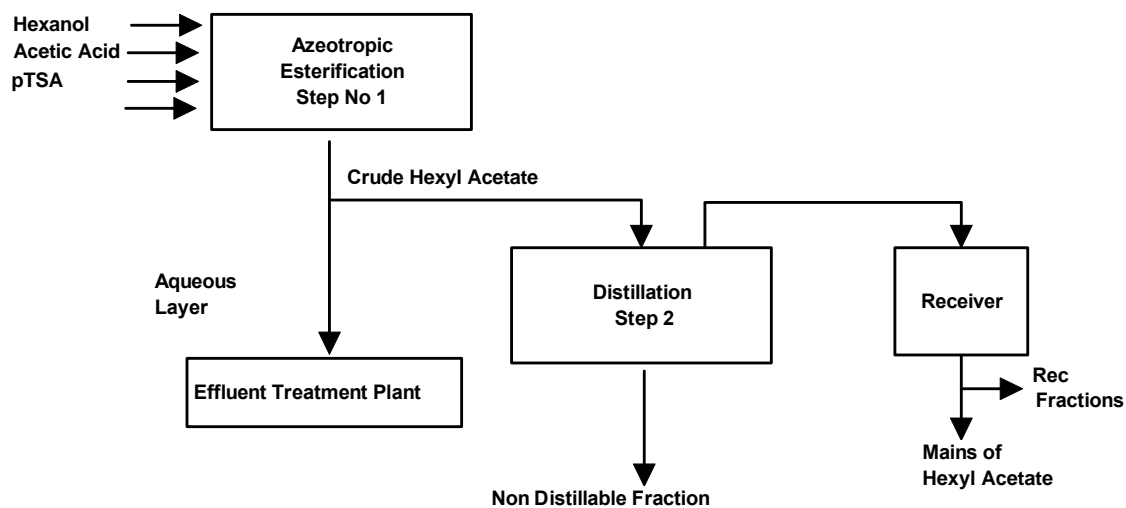 Hexanol
Acetic Acid
pTSA
Azeotropic
Esterification
Step No 1
Crude Hexyl Acetate
Aqueous
Layer
Distillation
Step 2
Receiver
Effluent Treatment Plant
Rec
Fractions
Mains of
Hexyl Acetate
Non Distillable Fraction